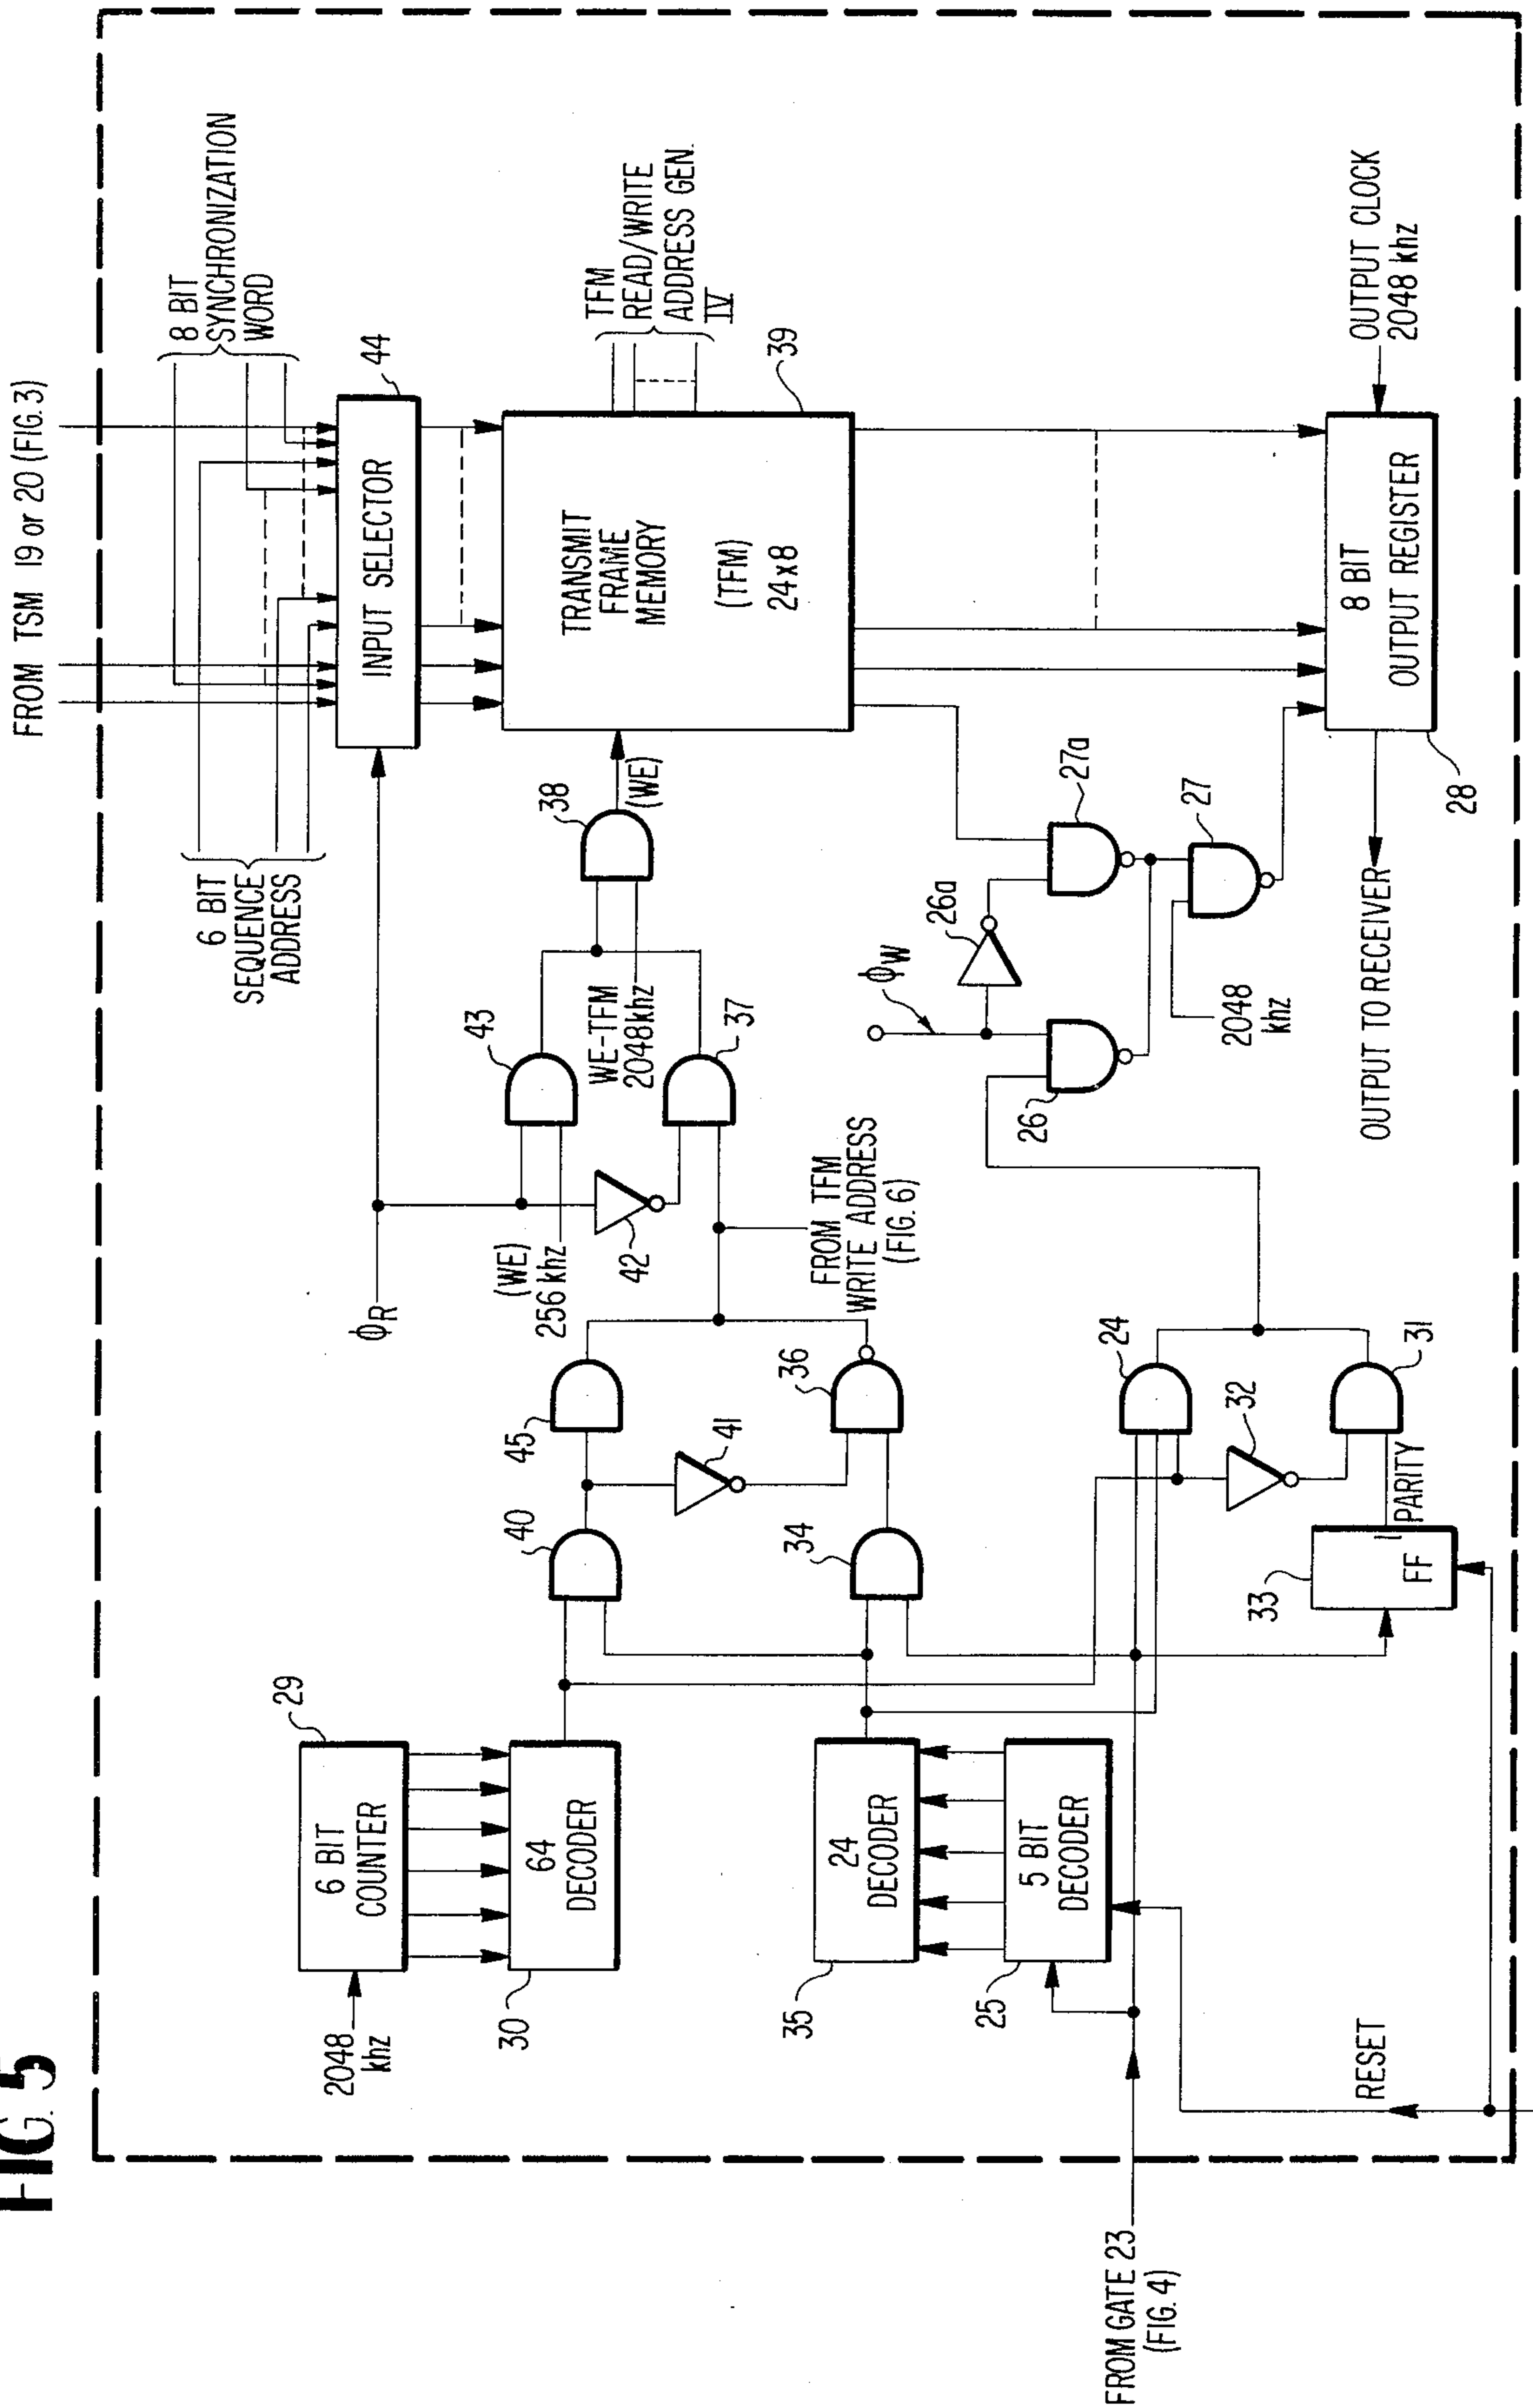 FIG. 5
FROM TSM 19 or 20 (FIG. 3)
8 BIT
SYNCHRONIZATION
WORD
6 BIT
SEQUENCE
ADDRESS
44
INPUT SELECTOR
ΦR
TRANSMIT
FRAME
MEMORY
(TFM)
24x8
39
TFM
READ/WRITE
ADDRESS GEN.
IV.
38
(WE)
43
WE-TFM
2048khz
37
(WE)
256 khz
42
FROM TFM
WRITE ADDRESS
(FIG. 6)
29
6 BIT
COUNTER
2048
khz
64
DECODER
30
40
45
41
36
34
24
DECODER
35
5 BIT
DECODER
25
24
32
31
PARITY
1
FF
33
ΦW
26a
26
27a
27
2048
khz
8 BIT
OUTPUT REGISTER
28
OUTPUT CLOCK
2048 khz
OUTPUT TO RECEIVER
RESET
FROM GATE 23
(FIG. 4)